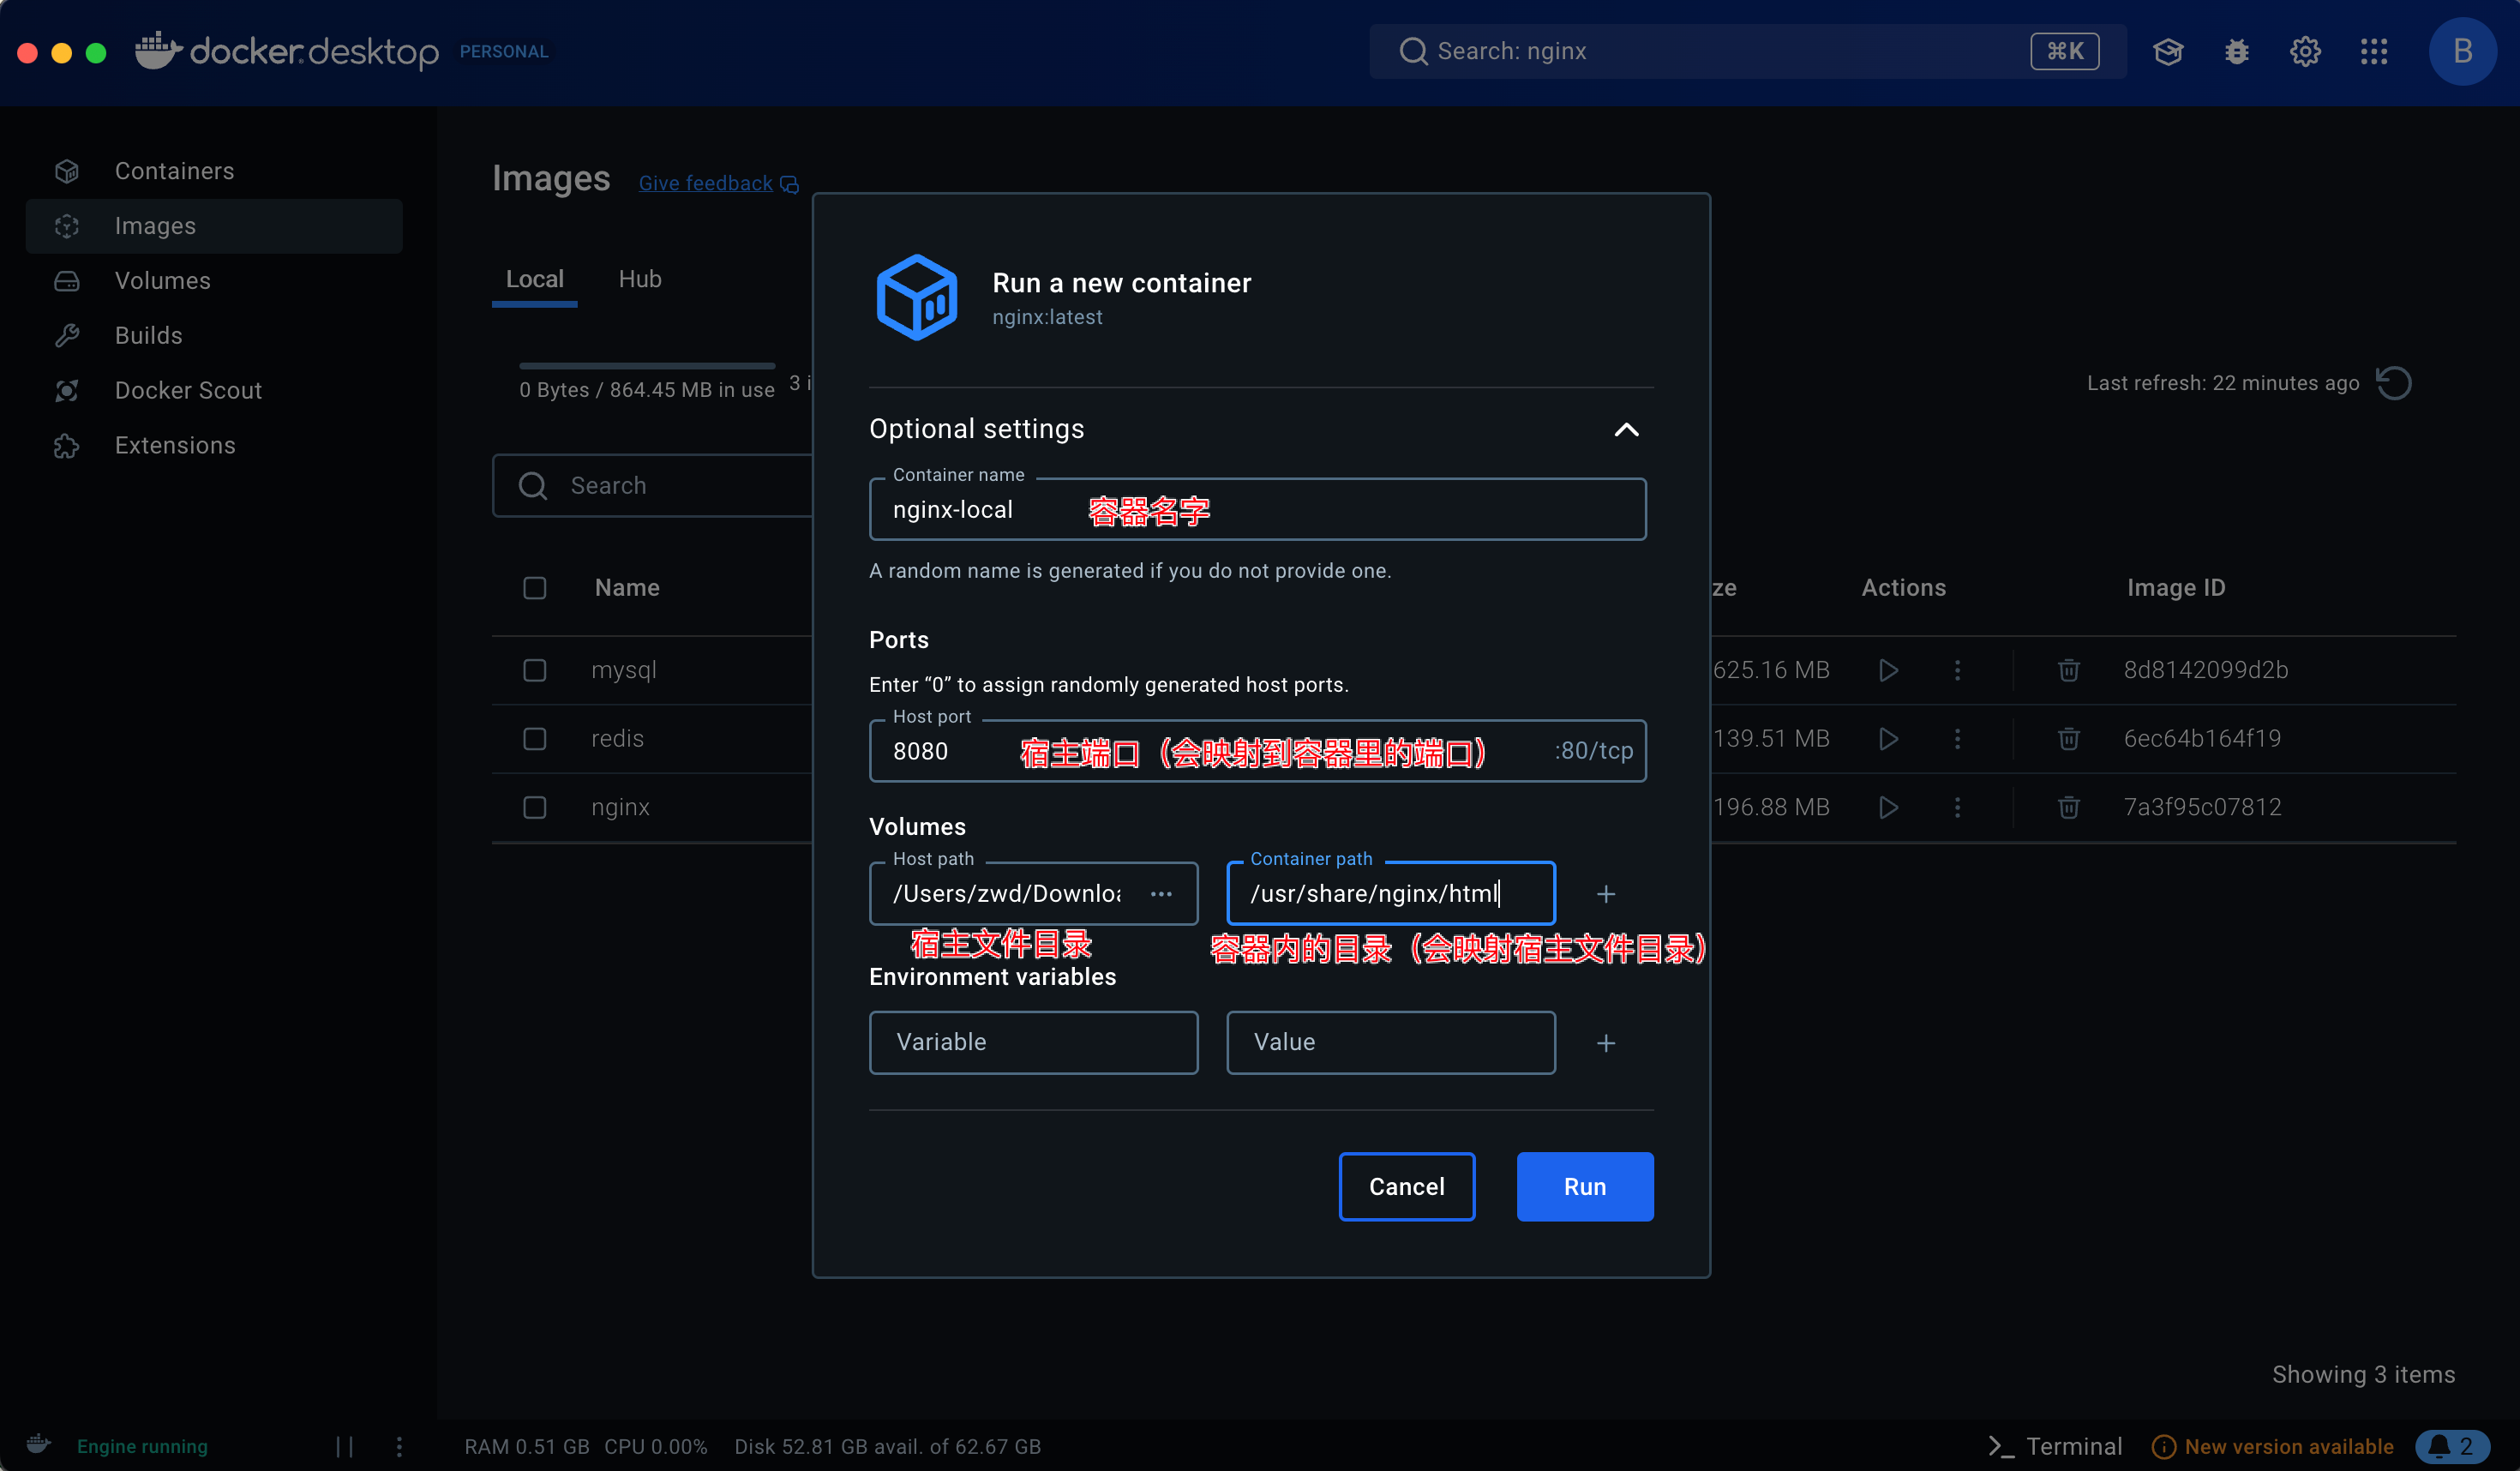 docker.desktop PERSONAL
Search: nginx
⌘K
B
Containers
Images
Volumes
Builds
Docker Scout
Extensions
Images Give feedback
Local Hub
0 Bytes / 864.45 MB in use 3 i
Last refresh: 22 minutes ago
Search
Name
ze Actions Image ID
mysql
625.16 MB 8d8142099d2b
redis
139.51 MB 6ec64b164f19
nginx
196.88 MB 7a3f95c07812
Run a new container
nginx:latest
Optional settings
Container name
nginx-local 容器名字
A random name is generated if you do not provide one.
Ports
Enter “0” to assign randomly generated host ports.
Host port
8080 宿主端口（会映射到容器里的端口） :80/tcp
Volumes
Host path Container path
/Users/zwd/Downloa ··· /usr/share/nginx/html +
宿主文件目录 容器内的目录（会映射宿主文件目录）
Environment variables
Variable Value +
Cancel Run
Showing 3 items
Engine running RAM 0.51 GB CPU 0.00% Disk 52.81 GB avail. of 62.67 GB >_ Terminal New version available 2